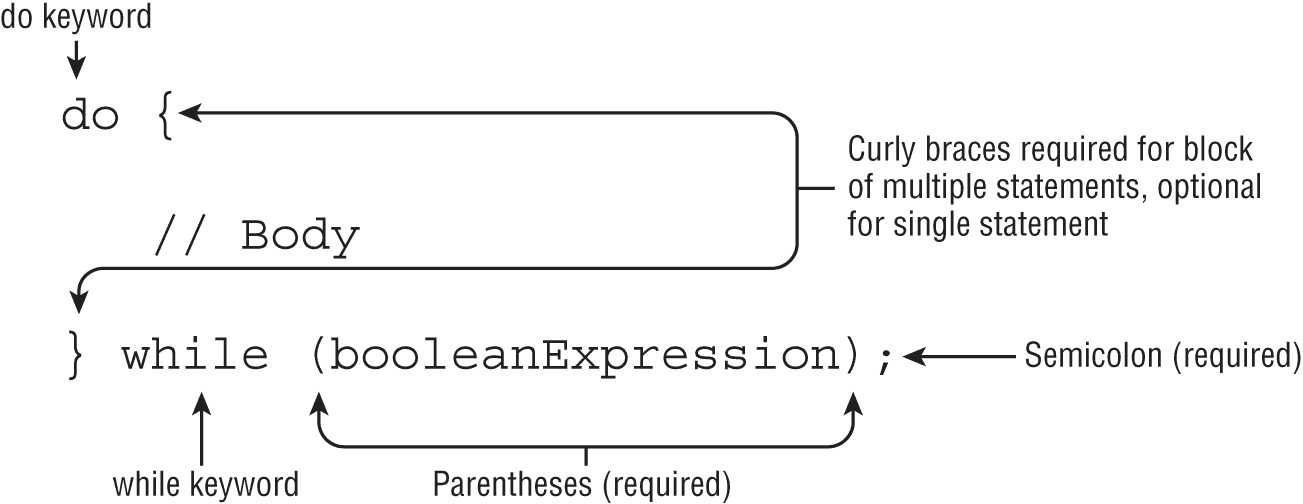 do keyword
do {
Curly braces required for block
of multiple statements, optional
for single statement
// Body
} while (booleanExpression);
Semicolon (required)
while keyword
Parentheses (required)